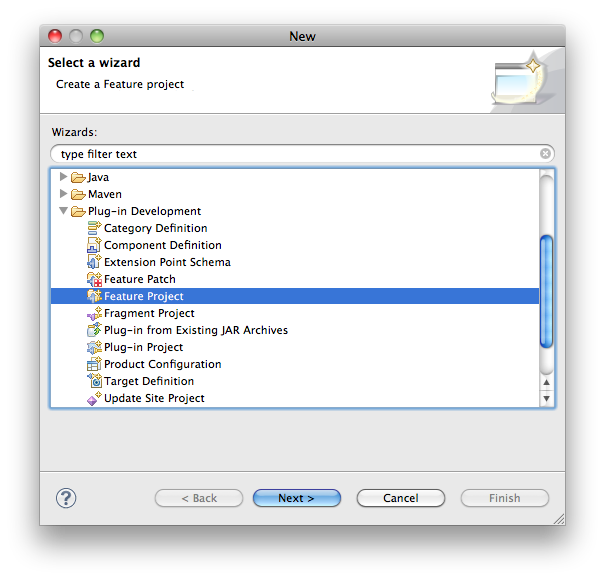 New
Select a wizard
Create a Feature project
Wizards:
type filter text
Java
Maven
Plug-in Development
Category Definition
Component Definition
Extension Point Schema
Feature Patch
Feature Project
Fragment Project
Plug-in from Existing JAR Archives
Plug-in Project
Product Configuration
Target Definition
Update Site Project
? < Back Next > Cancel Finish